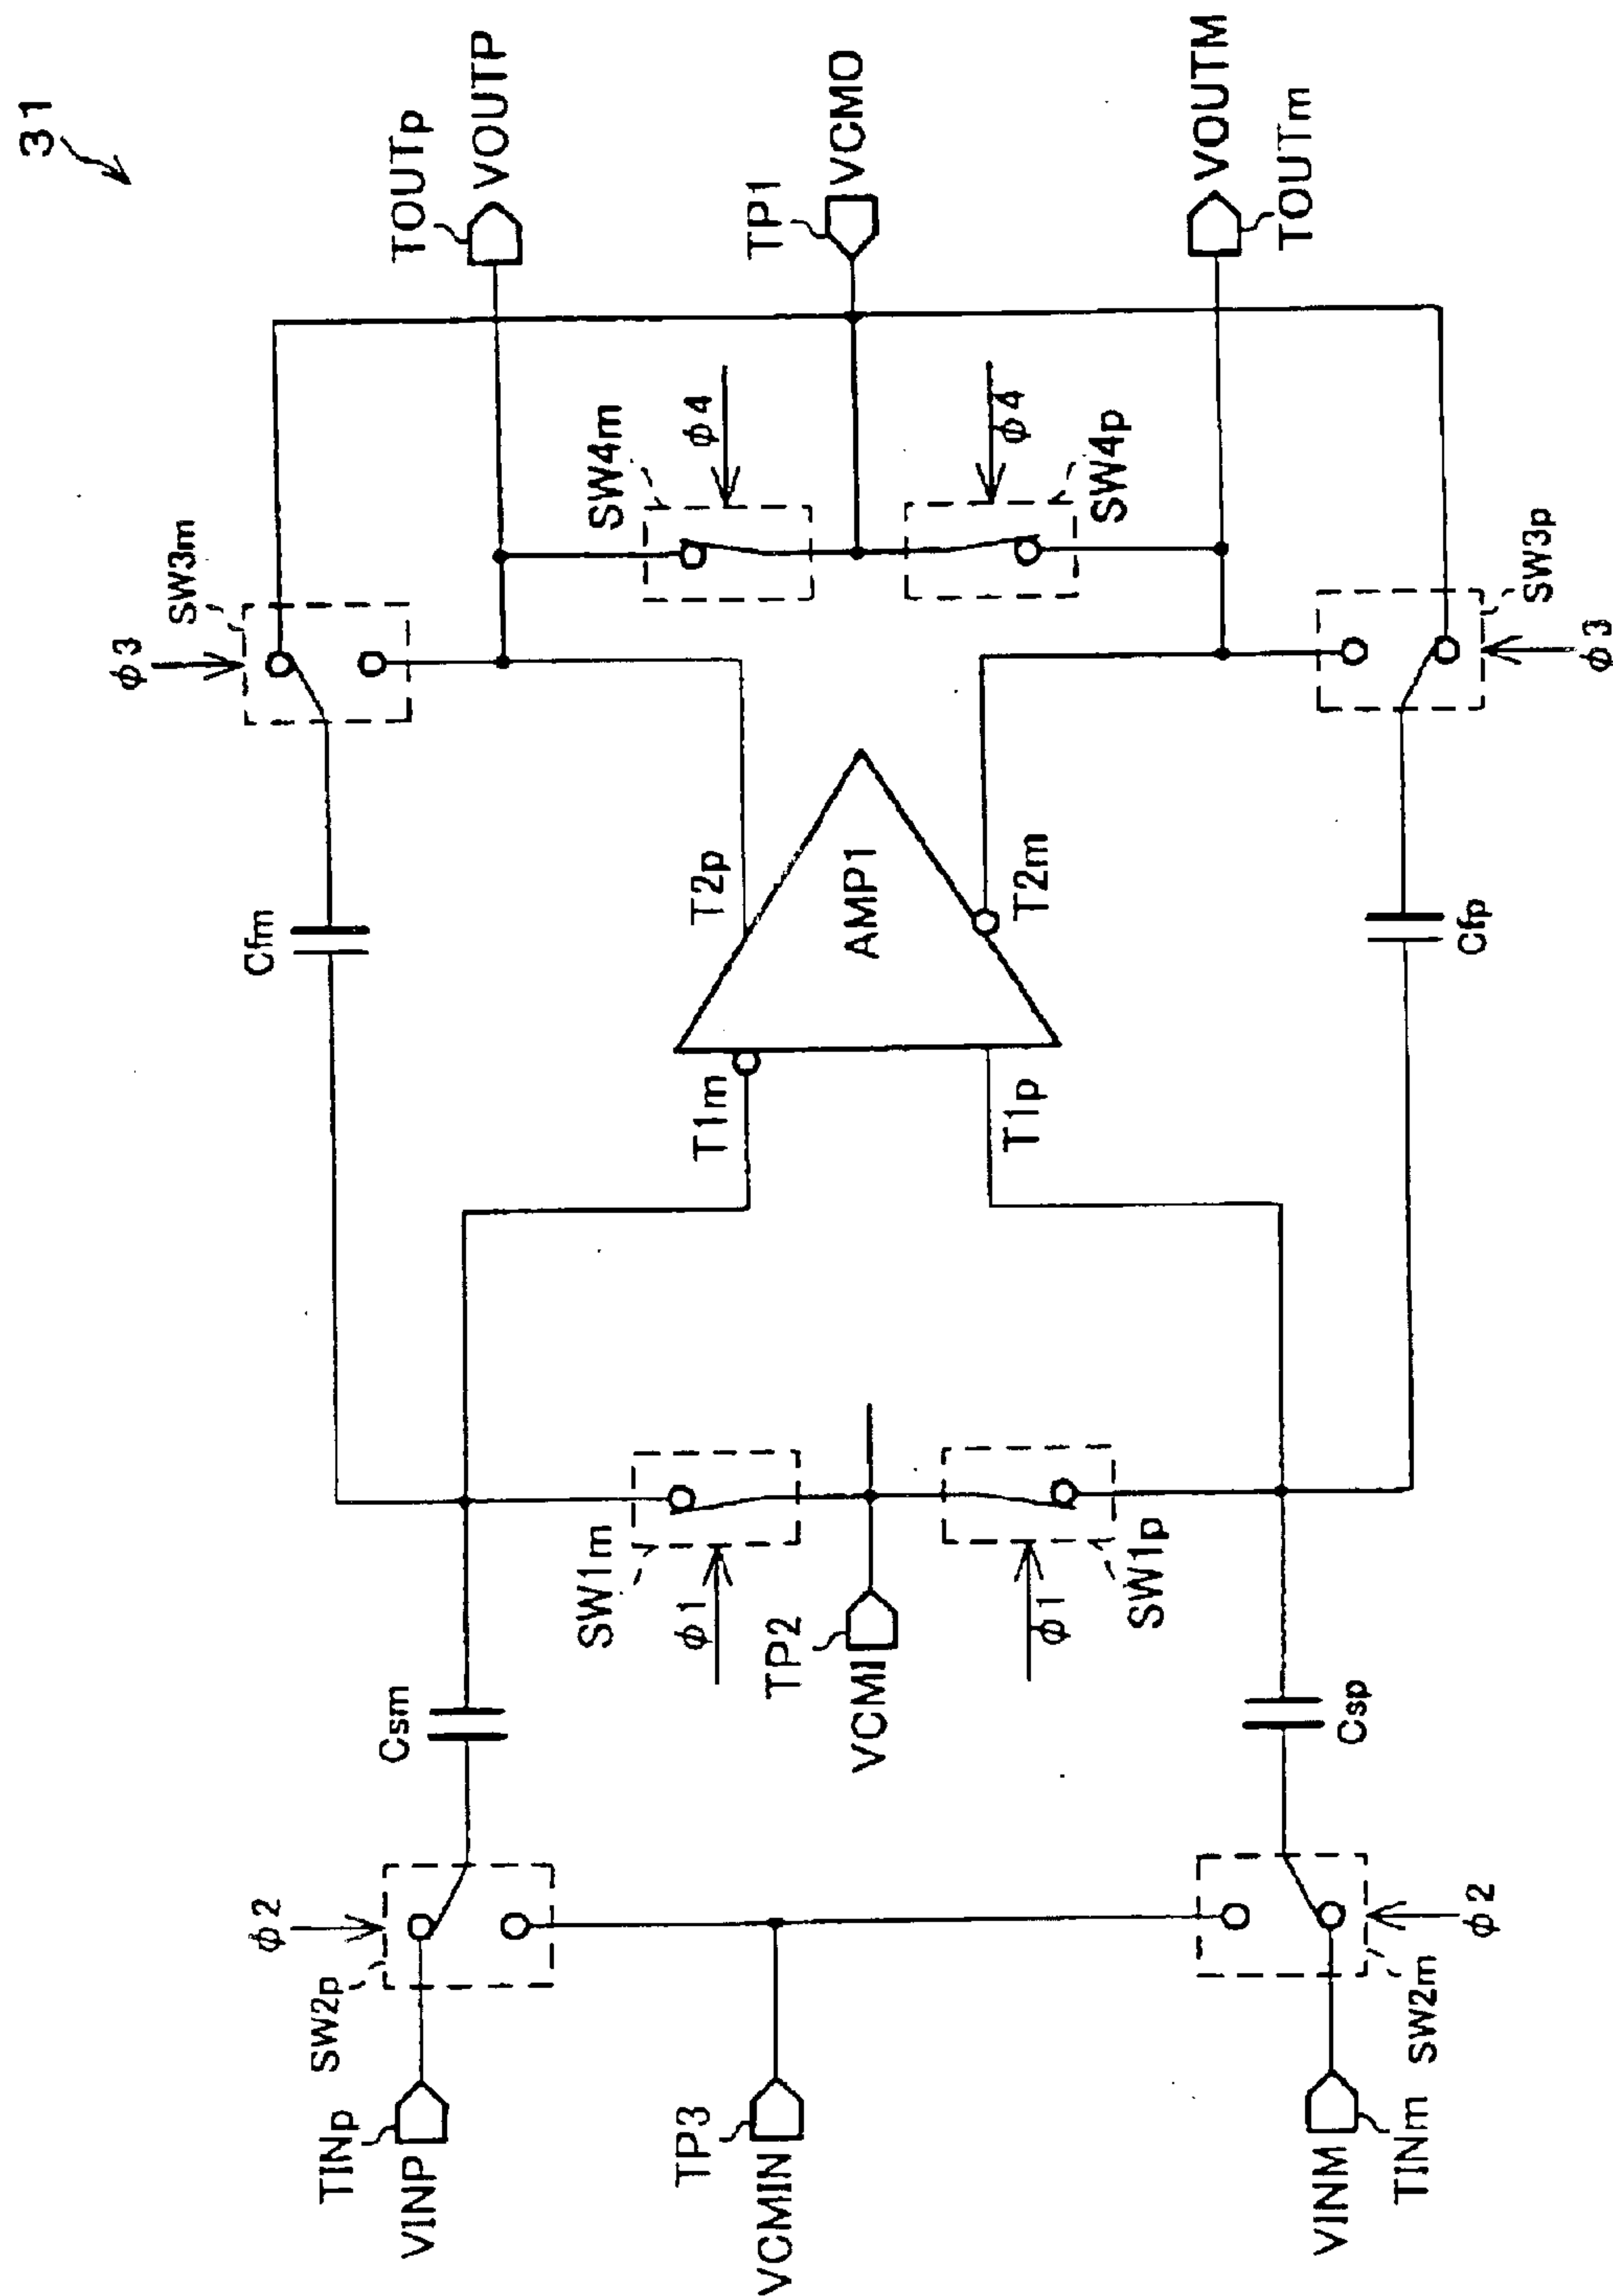 31
TOUTp
VOUTP
TP1
VCMO
VOUTM
TOUTm
φ3
SW3m
SW4m
φ4
φ4
SW4p
SW3p
φ3
Cfm
T2p
AMP1
T2m
Cfp
T1m
T1p
SW1m
φ1
TP2
VCMI
φ1
SW1p
Csm
Csp
φ2
SW2p
TINp
VINP
TP3
VCMIN
φ2
SW2m
VINM
TINm